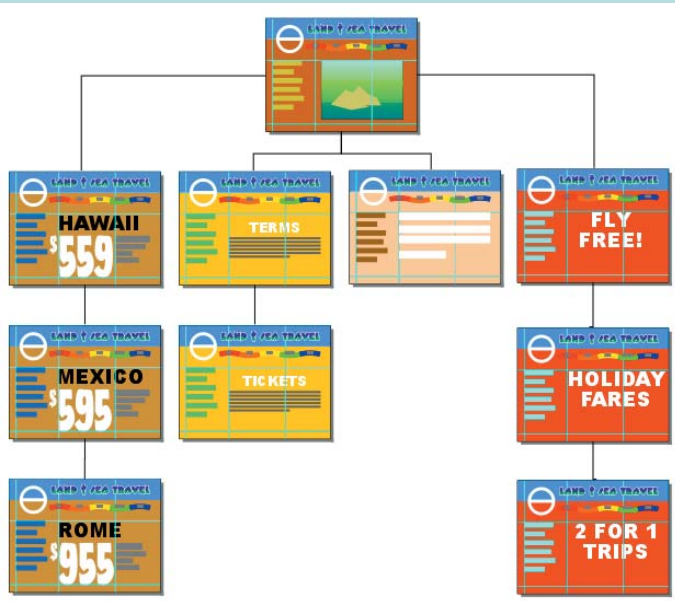 LAND & SEA TRAVEL
LAND & SEA TRAVEL
HAWAII
$559
LAND & SEA TRAVEL
TERMS
LAND & SEA TRAVEL
LAND & SEA TRAVEL
FLY
FREE!
LAND & SEA TRAVEL
MEXICO
$595
LAND & SEA TRAVEL
TICKETS
LAND & SEA TRAVEL
HOLIDAY
FARES
LAND & SEA TRAVEL
ROME
$955
LAND & SEA TRAVEL
2 FOR 1
TRIPS